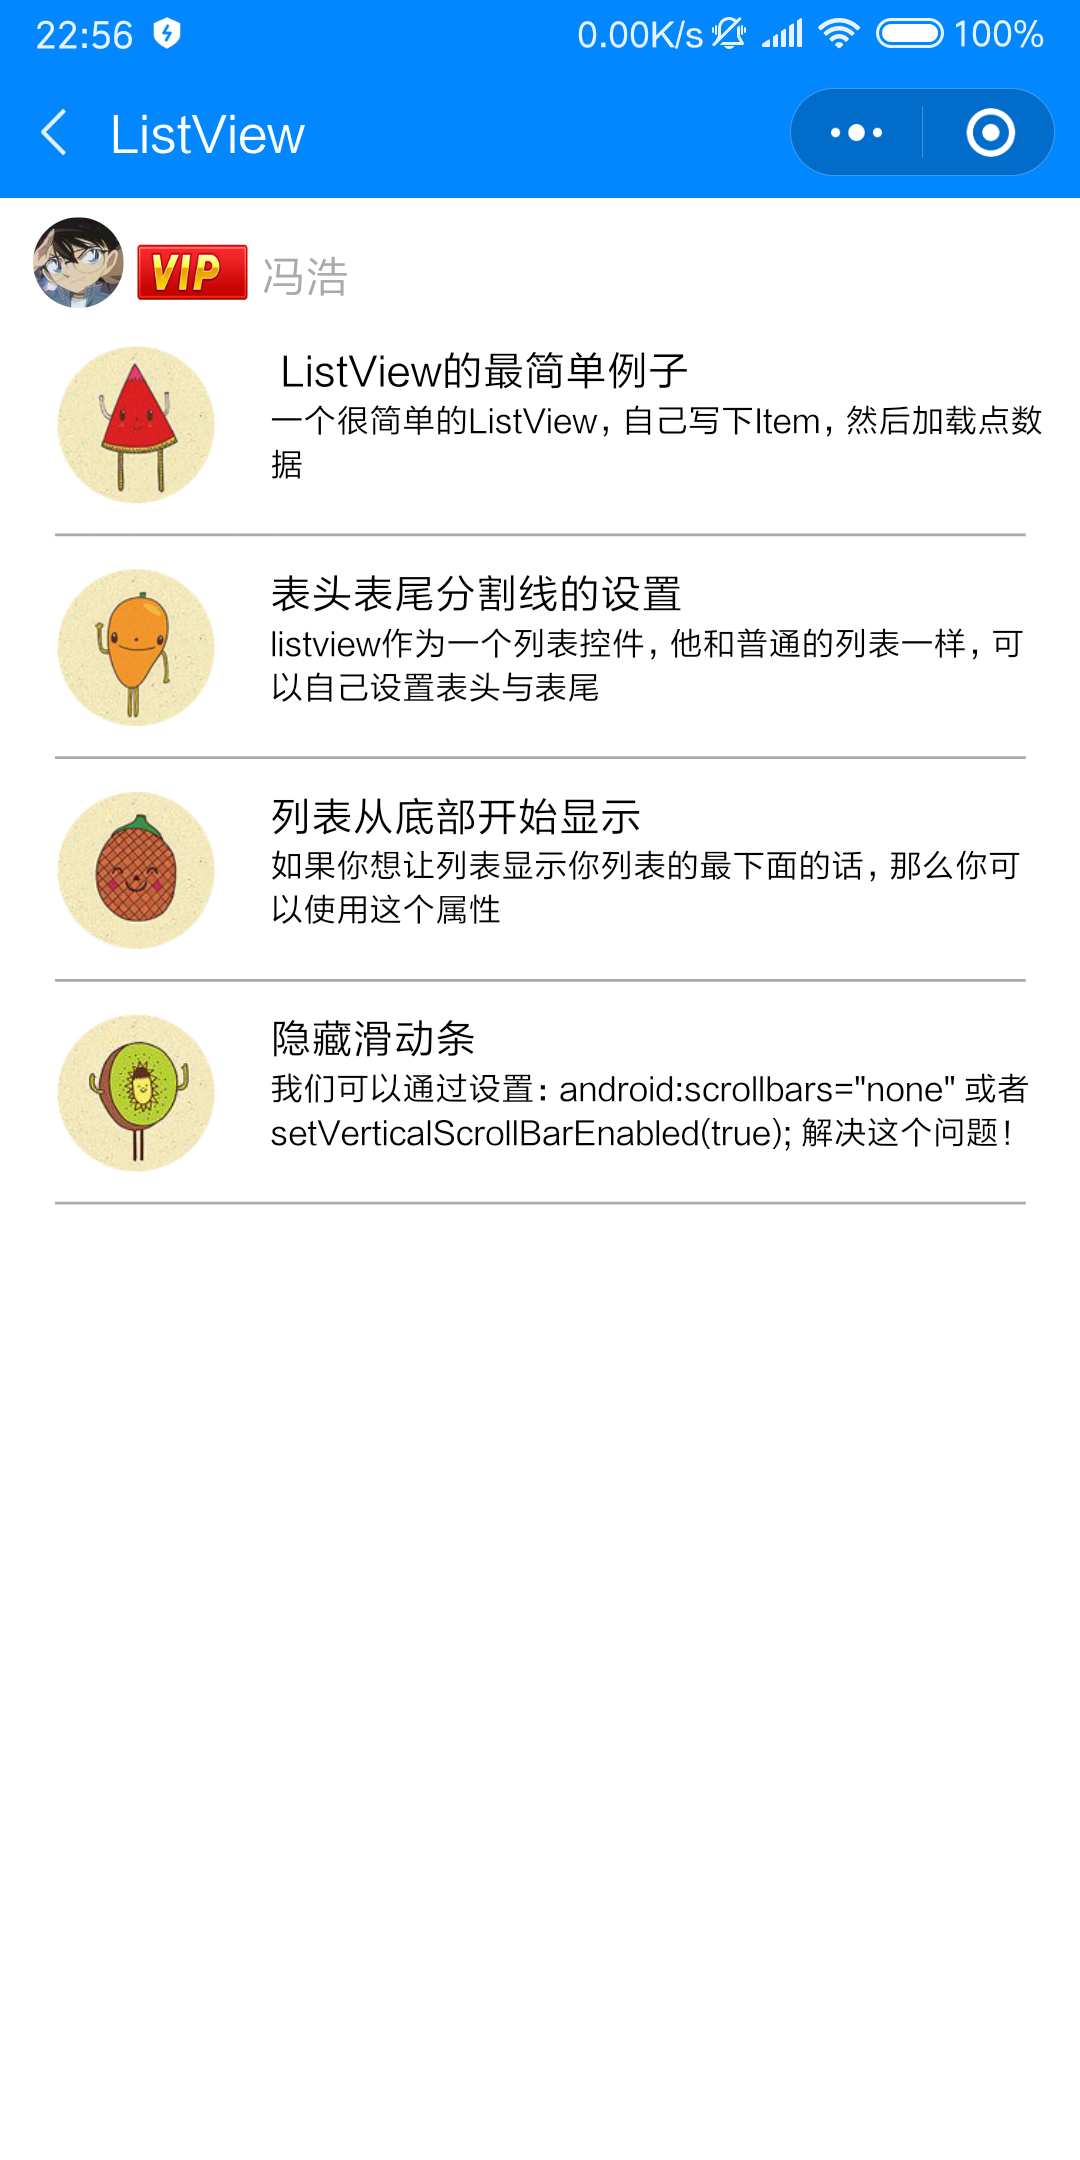 22:56
0.00K/s
100%
ListView
VIP 冯浩
ListView的最简单例子
一个很简单的ListView，自己写下Item，然后加载点数
据
表头表尾分割线的设置
listview作为一个列表控件，他和普通的列表一样，可
以自己设置表头与表尾
列表从底部开始显示
如果你想让列表显示你列表的最下面的话，那么你可
以使用这个属性
隐藏滑动条
我们可以通过设置：android:scrollbars="none" 或者
setVerticalScrollBarEnabled(true); 解决这个问题！